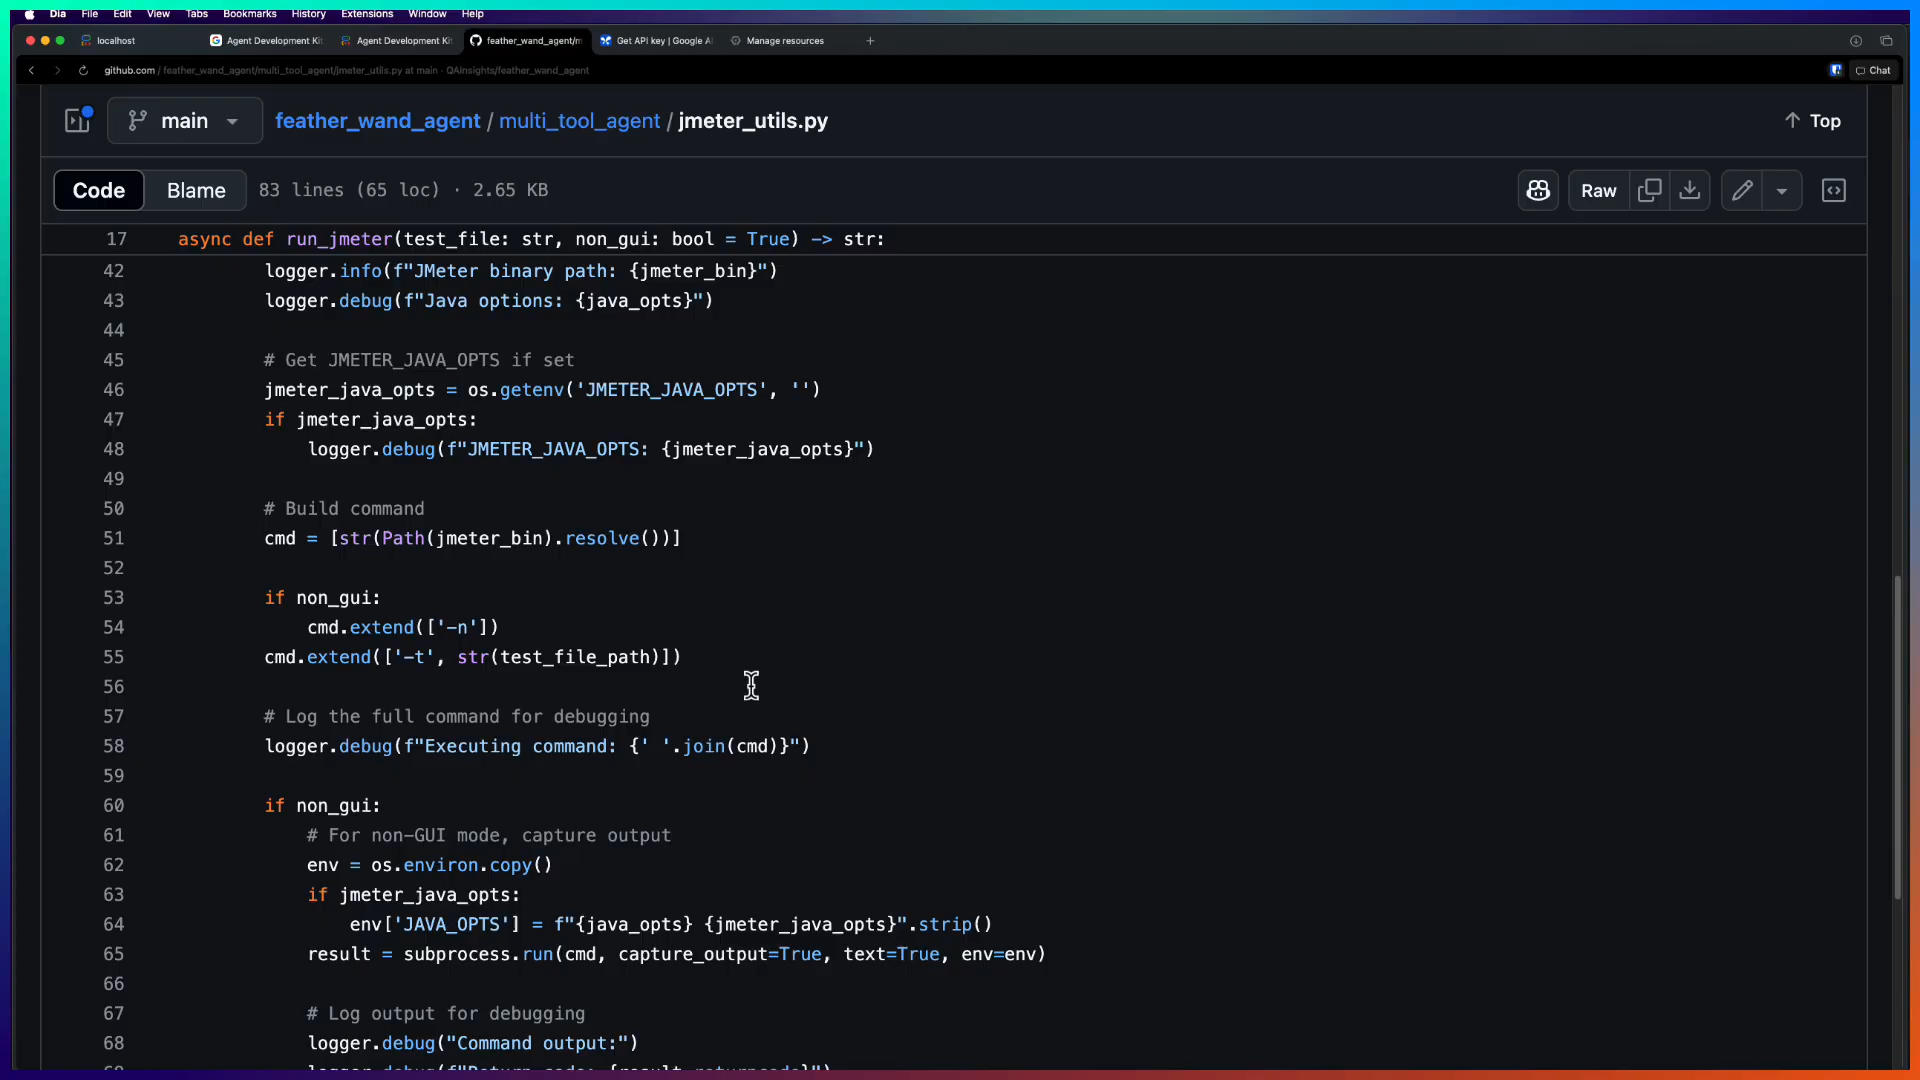 Dia File Edit View Tabs Bookmarks History Extensions Window Help
localhost Agent Development Ki Agent Development Ki feather_wand_agent/m Get API key | Google A Manage resources
github.com / feather_wand_agent/multi_tool_agent/jmeter_utils.py at main · QAInsights/feather_wand_agent Chat
main feather_wand_agent / multi_tool_agent / jmeter_utils.py Top
Code Blame 83 lines (65 loc) · 2.65 KB Raw
17 async def run_jmeter(test_file: str, non_gui: bool = True) -> str:
42 logger.info(f"JMeter binary path: {jmeter_bin}")
43 logger.debug(f"Java options: {java_opts}")
44
45 # Get JMETER_JAVA_OPTS if set
46 jmeter_java_opts = os.getenv('JMETER_JAVA_OPTS', '')
47 if jmeter_java_opts:
48 logger.debug(f"JMETER_JAVA_OPTS: {jmeter_java_opts}")
49
50 # Build command
51 cmd = [str(Path(jmeter_bin).resolve())]
52
53 if non_gui:
54 cmd.extend(['-n'])
55 cmd.extend(['-t', str(test_file_path)])
56
57 # Log the full command for debugging
58 logger.debug(f"Executing command: {' '.join(cmd)}")
59
60 if non_gui:
61 # For non-GUI mode, capture output
62 env = os.environ.copy()
63 if jmeter_java_opts:
64 env['JAVA_OPTS'] = f"{java_opts} {jmeter_java_opts}".strip()
65 result = subprocess.run(cmd, capture_output=True, text=True, env=env)
66
67 # Log output for debugging
68 logger.debug("Command output:")
69 logger.debug(f"Return code: {result.returncode}")